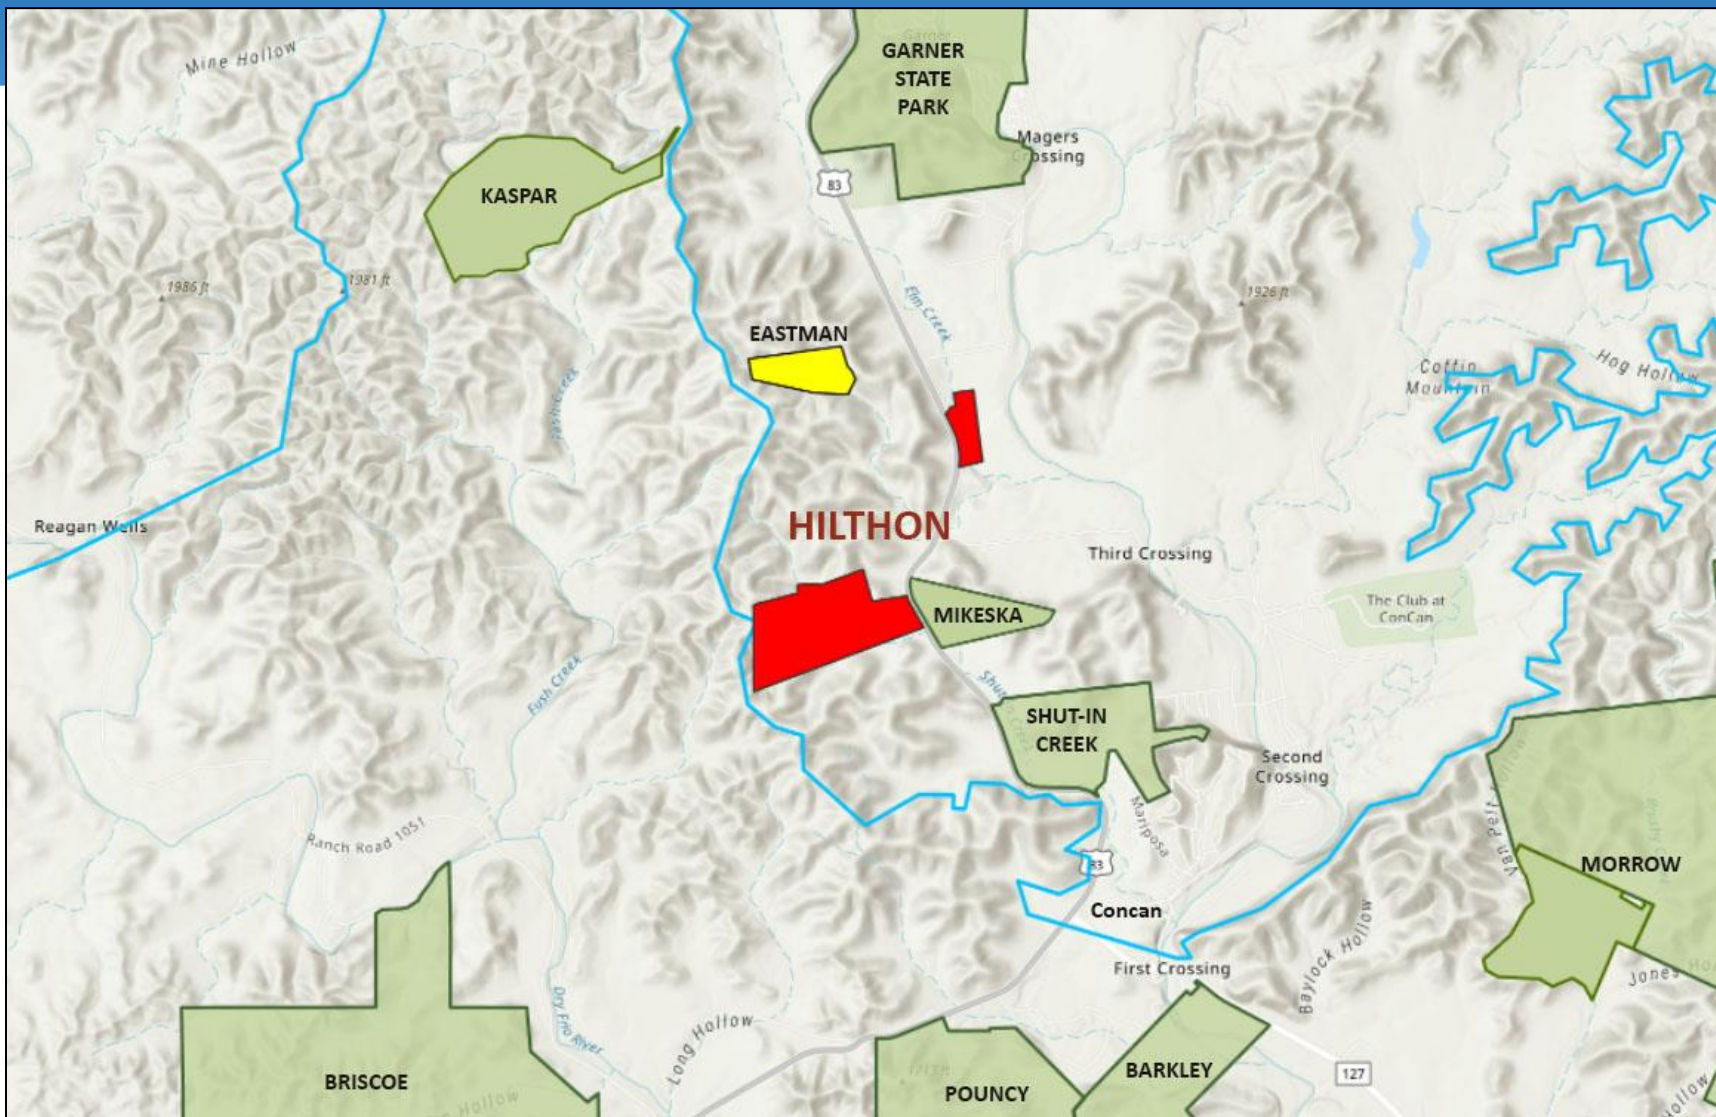 Mine Hollow
GARNER
STATE
PARK
Garner
Magers
Crossing
KASPAR
83
1986 ft
1981 ft
1926 ft
Elm Creek
EASTMAN
Coffin
Mountain
Hog Hollow
Reagan Wells
HILTHON
Third Crossing
The Club at
ConCan
MIKESKA
Fush Creek
SHUT-IN
CREEK
Second
Crossing
Mariposa
Ranch Road 1051
83
Concan
MORROW
First Crossing
Baylock Hollow
Dry Frio River
Long Hollow
BRISCOE
POUNCY
BARKLEY
127
Hollow
Hollow